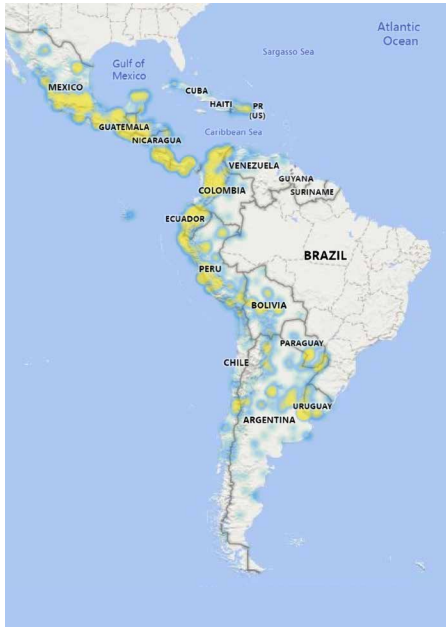 Atlantic
Ocean
Sargasso Sea
Gulf of
Mexico
MEXICO
CUBA
HAITI
PR
(US)
GUATEMALA
NICARAGUA
Caribbean Sea
VENEZUELA
GUYANA
SURINAME
COLOMBIA
ECUADOR
BRAZIL
PERU
BOLIVIA
PARAGUAY
CHILE
URUGUAY
ARGENTINA